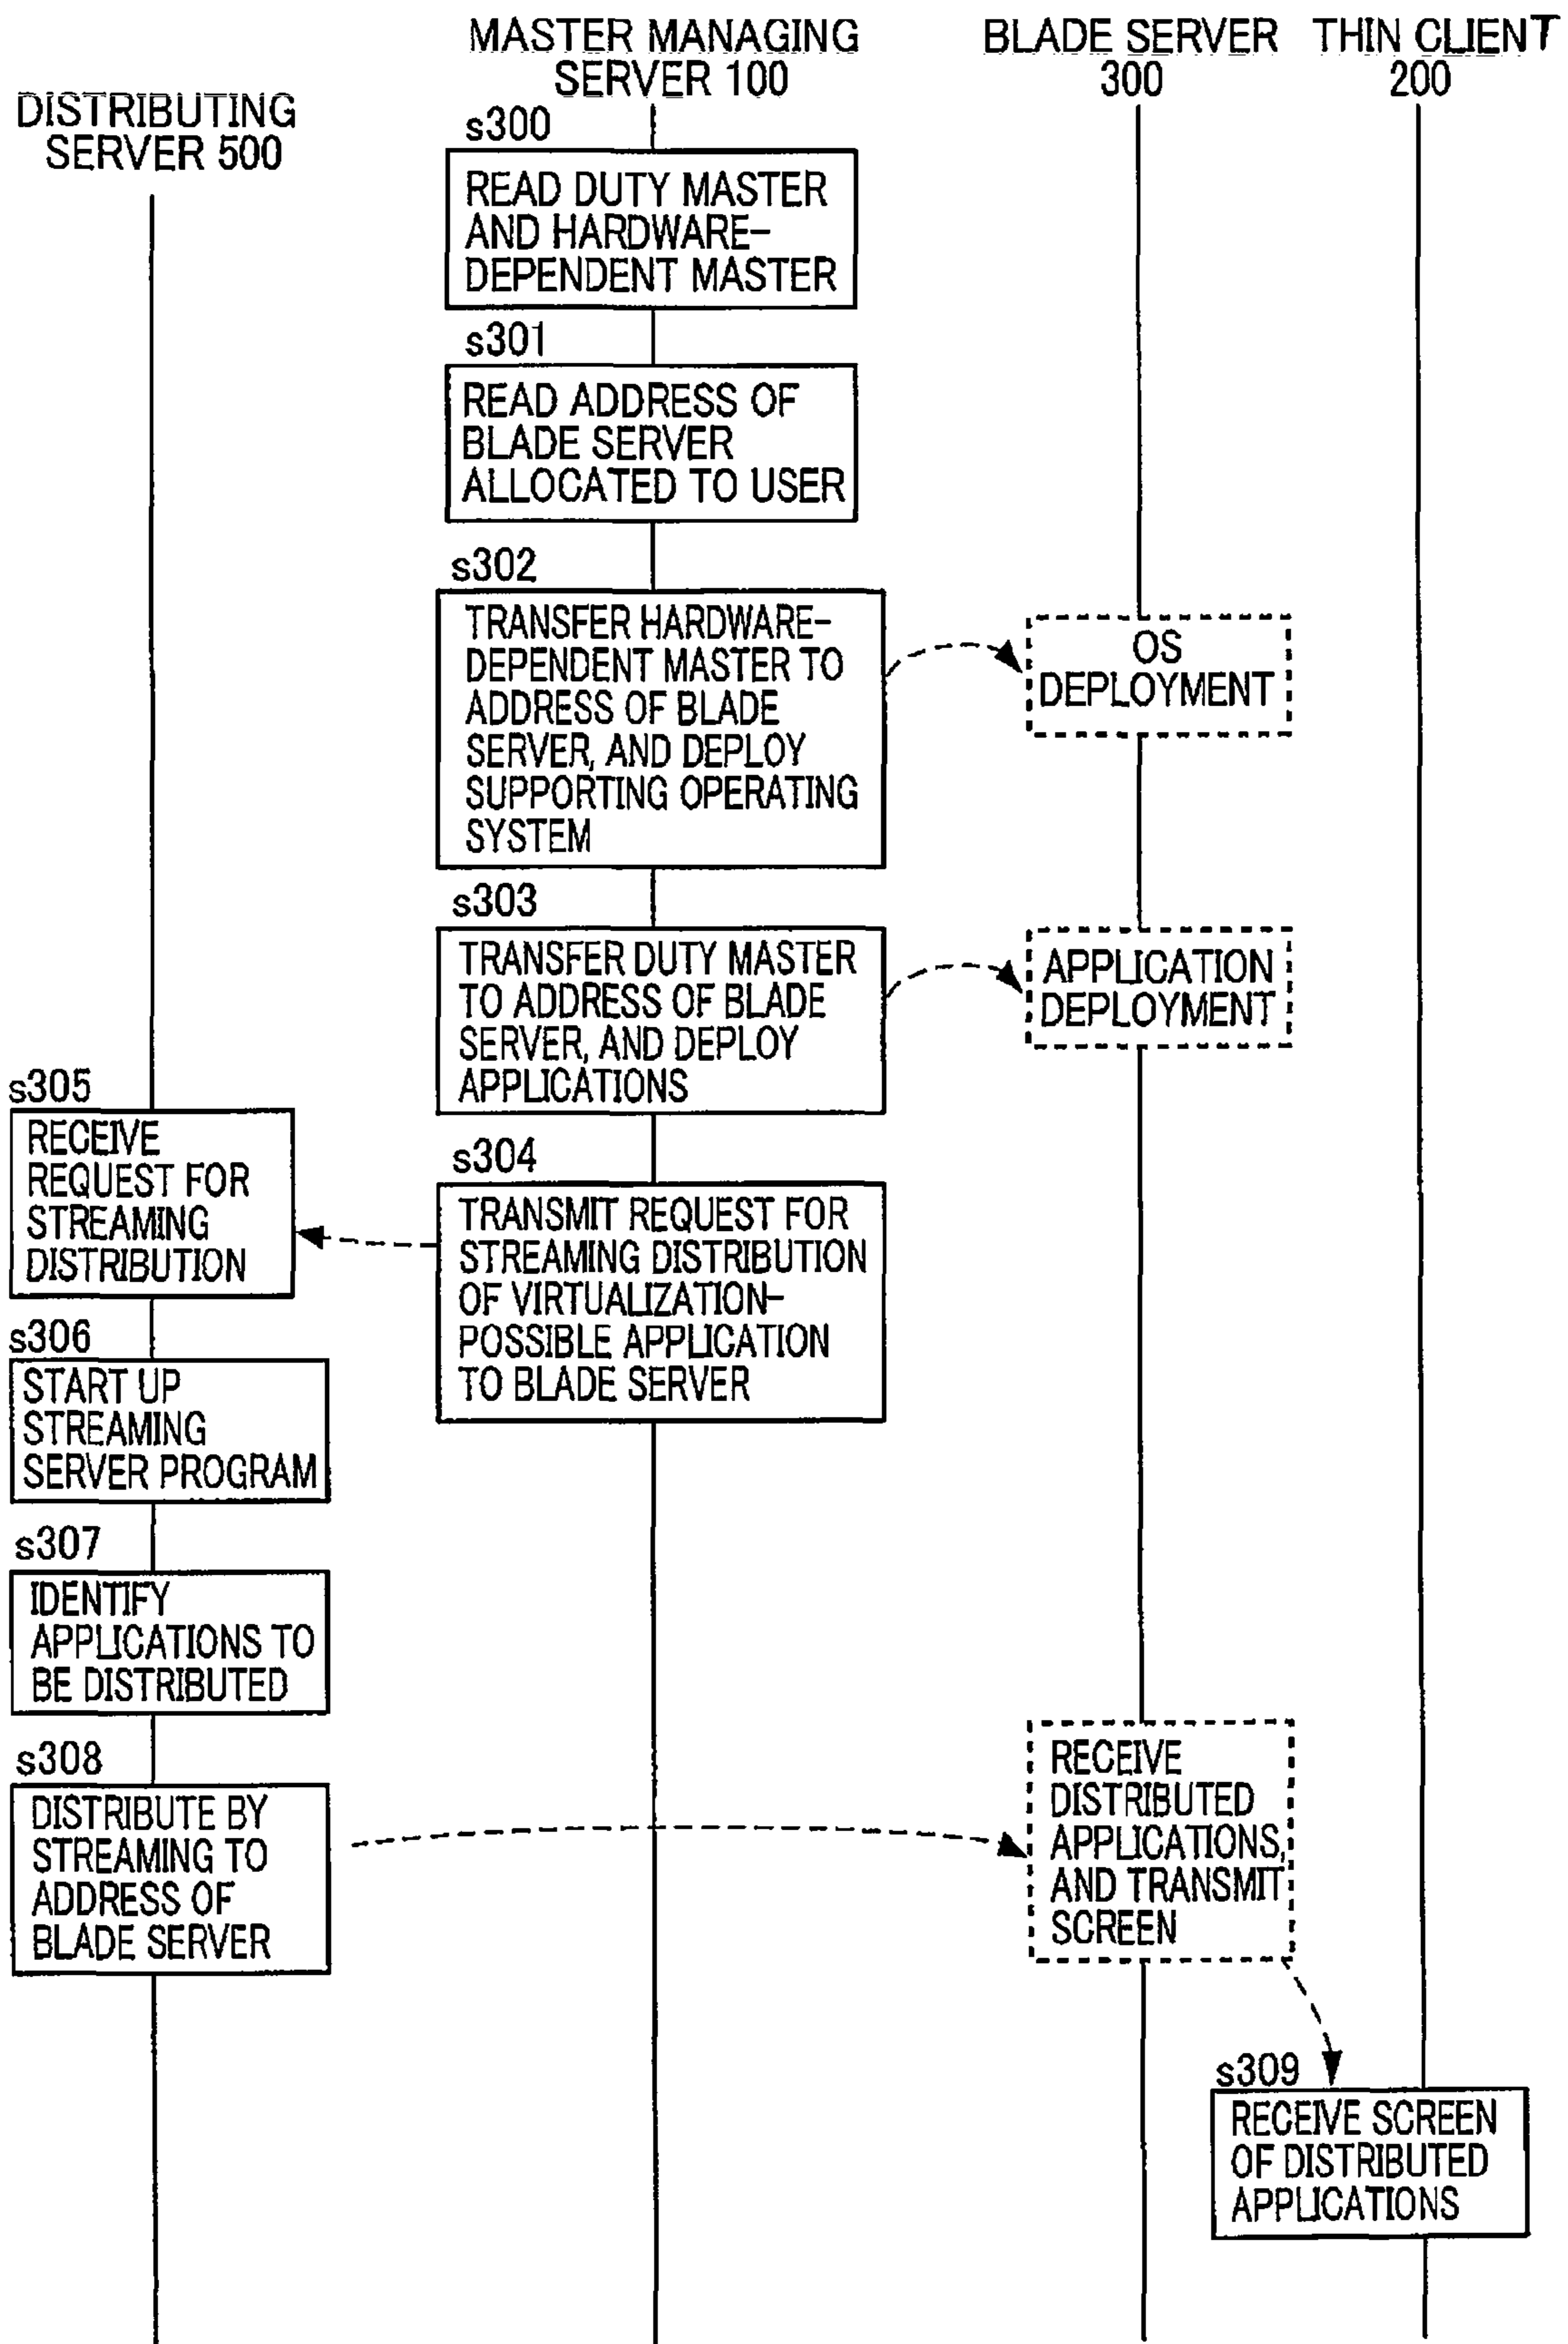 MASTER MANAGING
SERVER 100
BLADE SERVER
300
THIN CLIENT
200
DISTRIBUTING
SERVER 500
s300
READ DUTY MASTER
AND HARDWARE-
DEPENDENT MASTER
s301
READ ADDRESS OF
BLADE SERVER
ALLOCATED TO USER
s302
TRANSFER HARDWARE-
DEPENDENT MASTER TO
ADDRESS OF BLADE
SERVER, AND DEPLOY
SUPPORTING OPERATING
SYSTEM
OS
DEPLOYMENT
s303
TRANSFER DUTY MASTER
TO ADDRESS OF BLADE
SERVER, AND DEPLOY
APPLICATIONS
APPLICATION
DEPLOYMENT
s304
TRANSMIT REQUEST FOR
STREAMING DISTRIBUTION
OF VIRTUALIZATION-
POSSIBLE APPLICATION
TO BLADE SERVER
s305
RECEIVE
REQUEST FOR
STREAMING
DISTRIBUTION
s306
START UP
STREAMING
SERVER PROGRAM
s307
IDENTIFY
APPLICATIONS TO
BE DISTRIBUTED
s308
DISTRIBUTE BY
STREAMING TO
ADDRESS OF
BLADE SERVER
RECEIVE
DISTRIBUTED
APPLICATIONS,
AND TRANSMIT
SCREEN
s309
RECEIVE SCREEN
OF DISTRIBUTED
APPLICATIONS